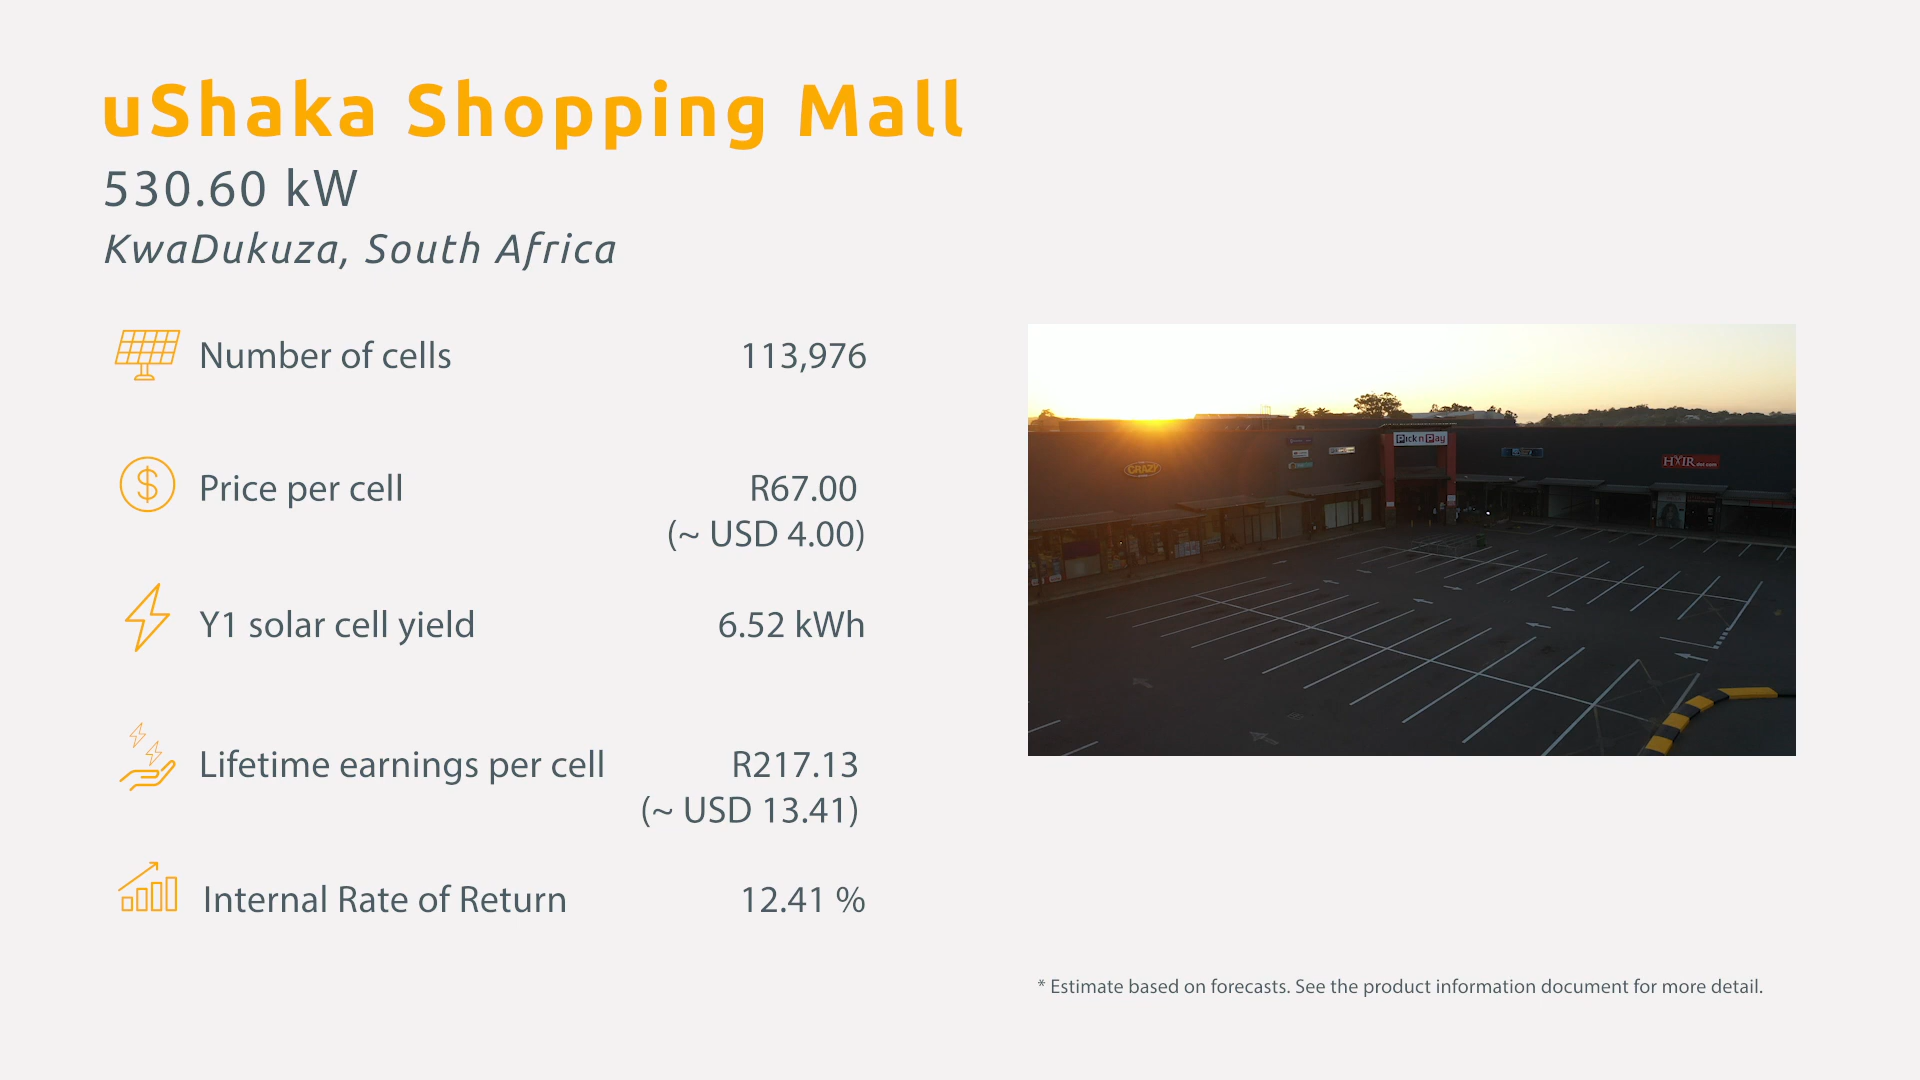 uShaka Shopping Mall
530.60 kW
KwaDukuza, South Africa
Number of cells 113,976
Price per cell R67.00
(~ USD 4.00)
Y1 solar cell yield 6.52 kWh
Lifetime earnings per cell R217.13
(~ USD 13.41)
Internal Rate of Return 12.41 %
CRAZY
Pick n Pay
HAIR
* Estimate based on forecasts. See the product information document for more detail.